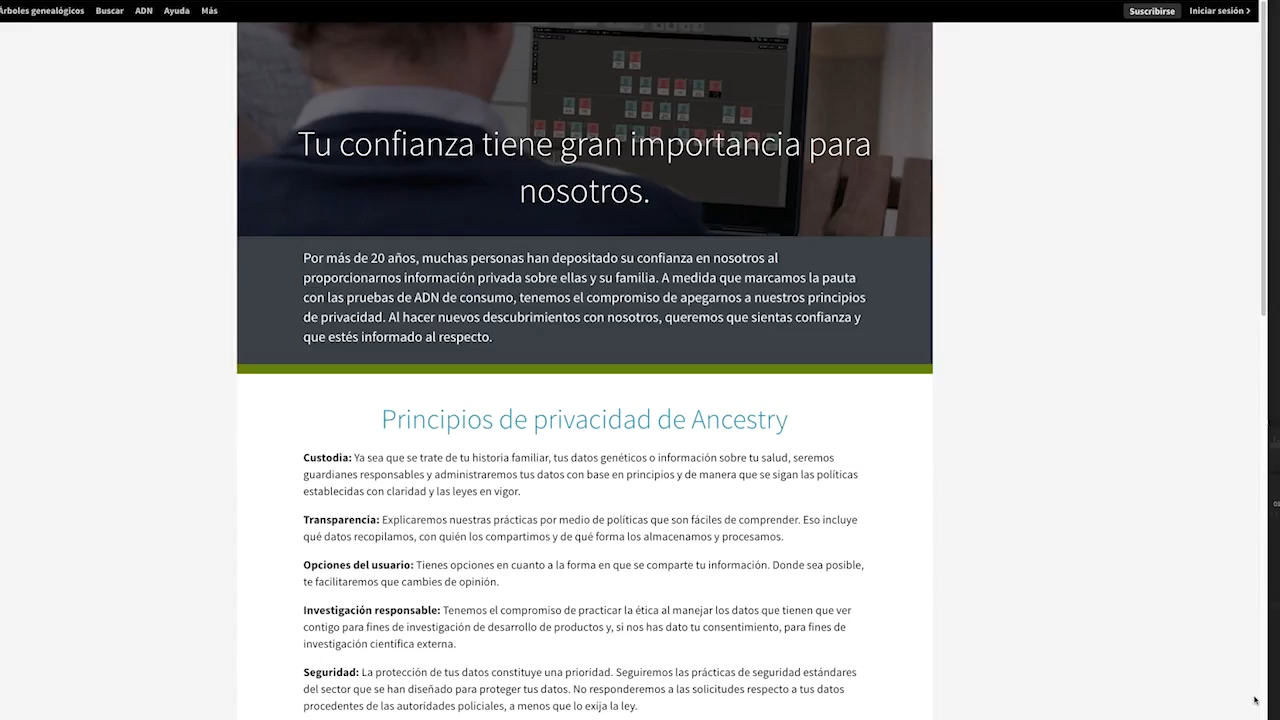 Árboles genealógicos Buscar ADN Ayuda Más Suscribirse Iniciar sesión
Tu confianza tiene gran importancia para
nosotros.
Por más de 20 años, muchas personas han depositado su confianza en nosotros al
proporcionarnos información privada sobre ellas y su familia. A medida que marcamos la pauta
con las pruebas de ADN de consumo, tenemos el compromiso de apegarnos a nuestros principios
de privacidad. Al hacer nuevos descubrimientos con nosotros, queremos que sientas confianza y
que estés informado al respecto.
Principios de privacidad de Ancestry
Custodia: Ya sea que se trate de tu historia familiar, tus datos genéticos o información sobre tu salud, seremos
guardianes responsables y administraremos tus datos con base en principios y de manera que se sigan las políticas
establecidas con claridad y las leyes en vigor.
Transparencia: Explicaremos nuestras prácticas por medio de políticas que son fáciles de comprender. Eso incluye
qué datos recopilamos, con quién los compartimos y de qué forma los almacenamos y procesamos.
Opciones del usuario: Tienes opciones en cuanto a la forma en que se comparte tu información. Donde sea posible,
te facilitaremos que cambies de opinión.
Investigación responsable: Tenemos el compromiso de practicar la ética al manejar los datos que tienen que ver
contigo para fines de investigación de desarrollo de productos y, si nos has dato tu consentimiento, para fines de
investigación científica externa.
Seguridad: La protección de tus datos constituye una prioridad. Seguiremos las prácticas de seguridad estándares
del sector que se han diseñado para proteger tus datos. No responderemos a las solicitudes respecto a tus datos
procedentes de las autoridades policiales, a menos que lo exija la ley.